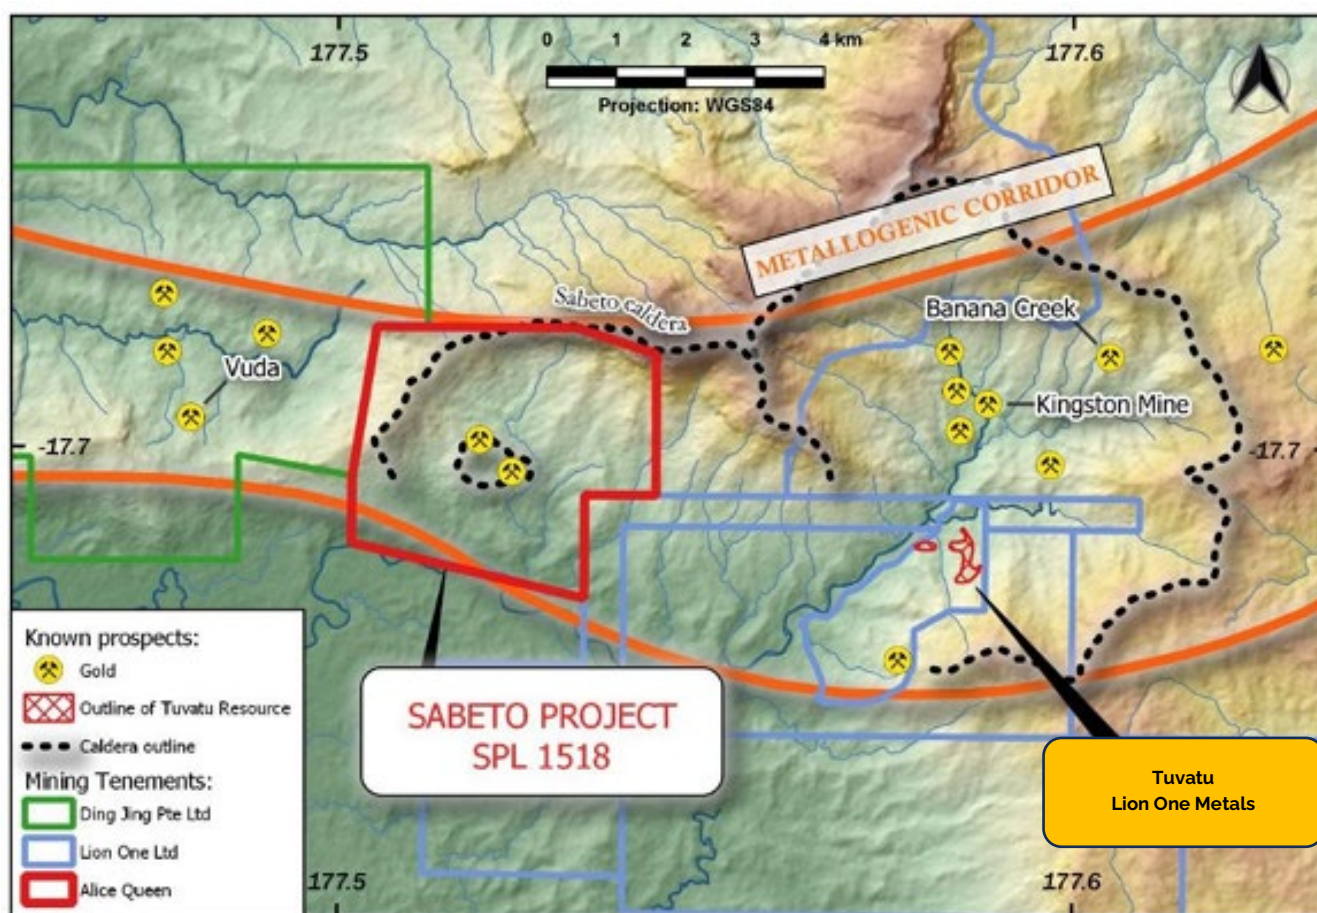 177.5
0 1 2 3 4 km
Projection: WGS84
177.6
METALLOGENIC CORRIDOR
Sabeto caldera
Banana Creek
Vuda
Kingston Mine
-17.7
-17.7
Known prospects:
Gold
Outline of Tuvatu Resource
Caldera outline
Mining Tenements:
Ding Jing Pte Ltd
Lion One Ltd
Alice Queen
SABETO PROJECT
SPL 1518
Tuvatu
Lion One Metals
177.5
177.6